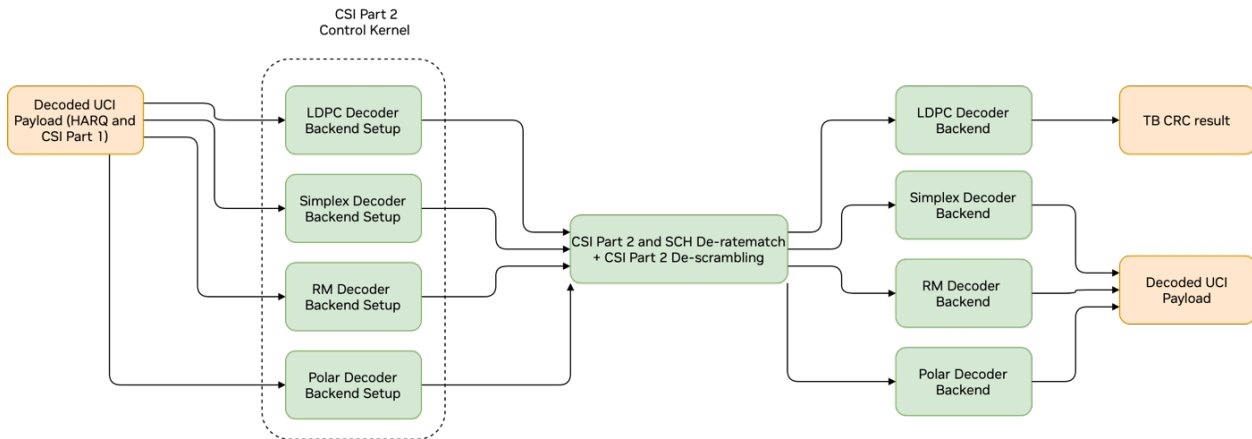 CSI Part 2
Control Kernel
Decoded UCI
Payload (HARQ and
CSI Part 1)
LDPC Decoder
Backend Setup
Simplex Decoder
Backend Setup
RM Decoder
Backend Setup
Polar Decoder
Backend Setup
CSI Part 2 and SCH De-ratematch
+ CSI Part 2 De-scrambling
LDPC Decoder
Backend
Simplex Decoder
Backend
RM Decoder
Backend
Polar Decoder
Backend
TB CRC result
Decoded UCI
Payload